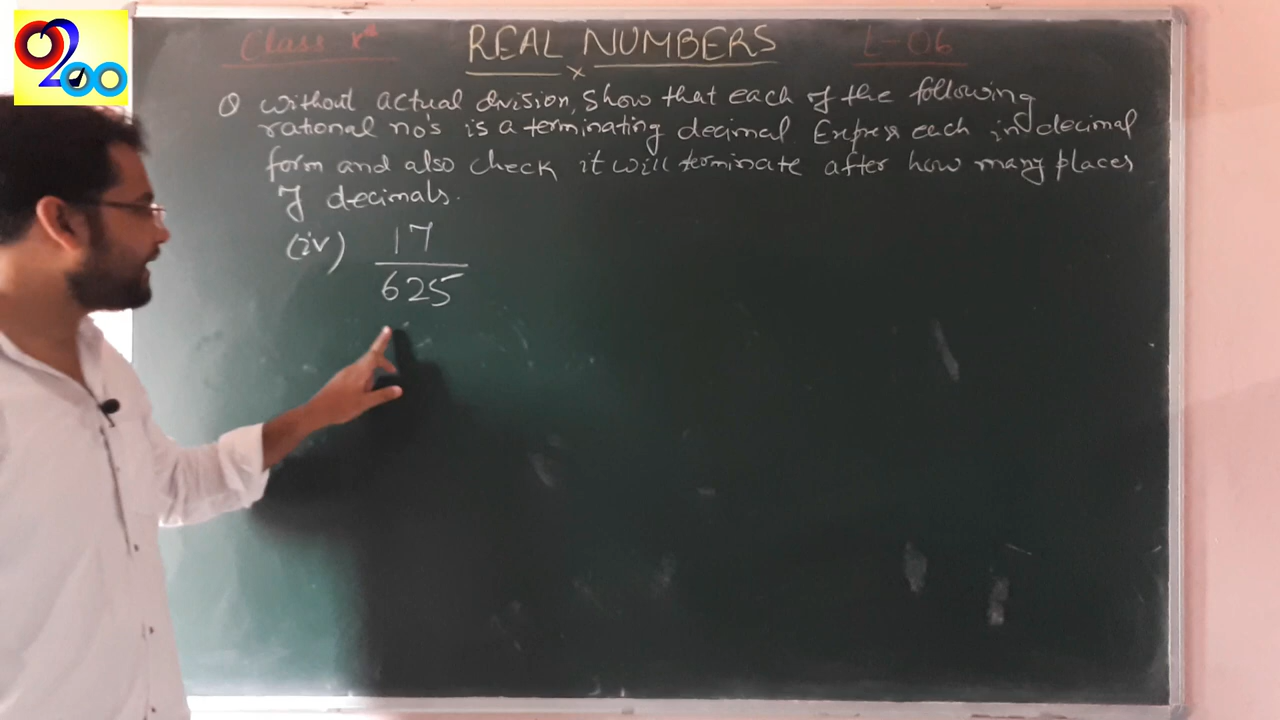 0200
Class Xth
REAL NUMBERS
L-06
Q without actual division, show that each of the following
rational no's is a terminating decimal Express each in decimal
form and also check it will terminate after how many places
of decimals.
(iv) 17
625